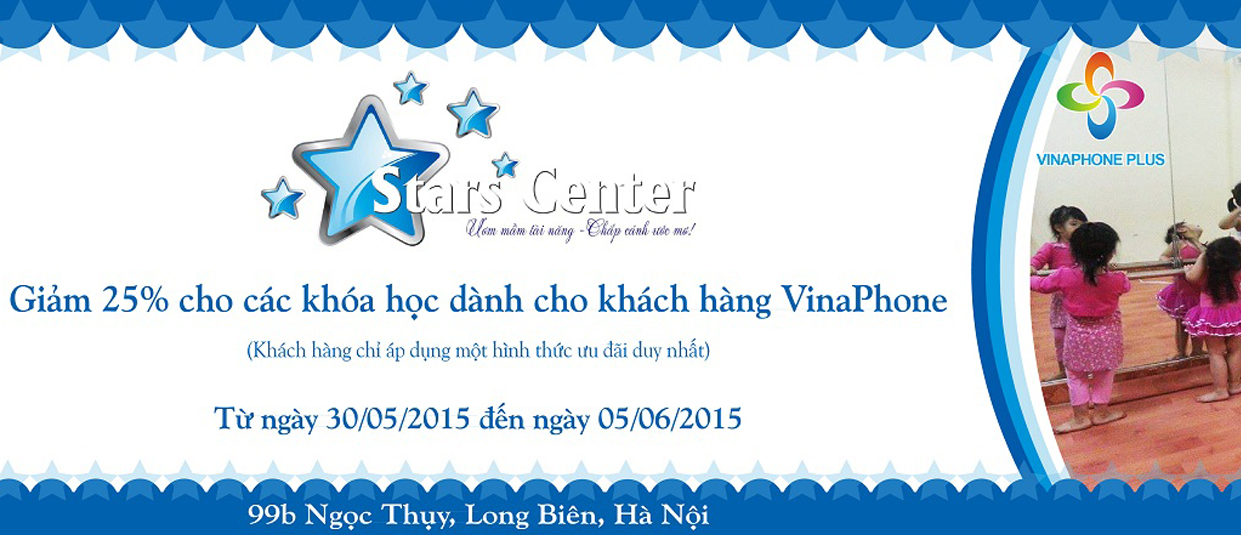 VINAPHONE PLUS
Stars Center
Ươm mầm tài năng - Chắp cánh ước mơ!
Giảm 25% cho các khóa học dành cho khách hàng VinaPhone
(Khách hàng chỉ áp dụng một hình thức ưu đãi duy nhất)
Từ ngày 30/05/2015 đến ngày 05/06/2015
99b Ngọc Thụy, Long Biên, Hà Nội